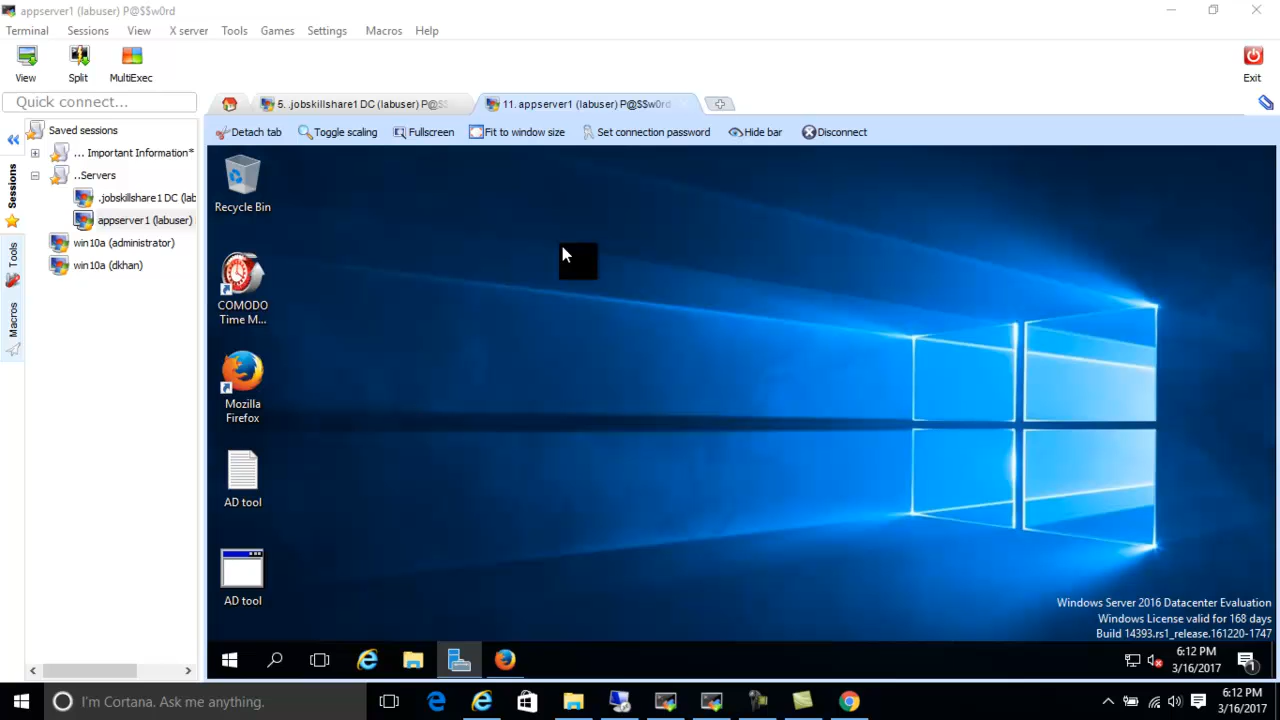 appserver1 (labuser) P@$$w0rd
Terminal Sessions View X server Tools Games Settings Macros Help
View Split MultiExec Exit
Quick connect...
5. .jobskillshare1 DC (labuser) P@$$
11. appserver1 (labuser) P@$$w0rd
Detach tab Toggle scaling Fullscreen Fit to window size Set connection password Hide bar Disconnect
Sessions
Tools
Macros
Saved sessions
... Important Information*
..Servers
.jobskillshare1 DC (lab
appserver1 (labuser)
win10a (administrator)
win10a (dkhan)
Recycle Bin
COMODO
Time M...
Mozilla
Firefox
AD tool
AD tool
Windows Server 2016 Datacenter Evaluation
Windows License valid for 168 days
Build 14393.rs1_release.161220-1747
6:12 PM
3/16/2017
1
I'm Cortana. Ask me anything.
6:12 PM
3/16/2017